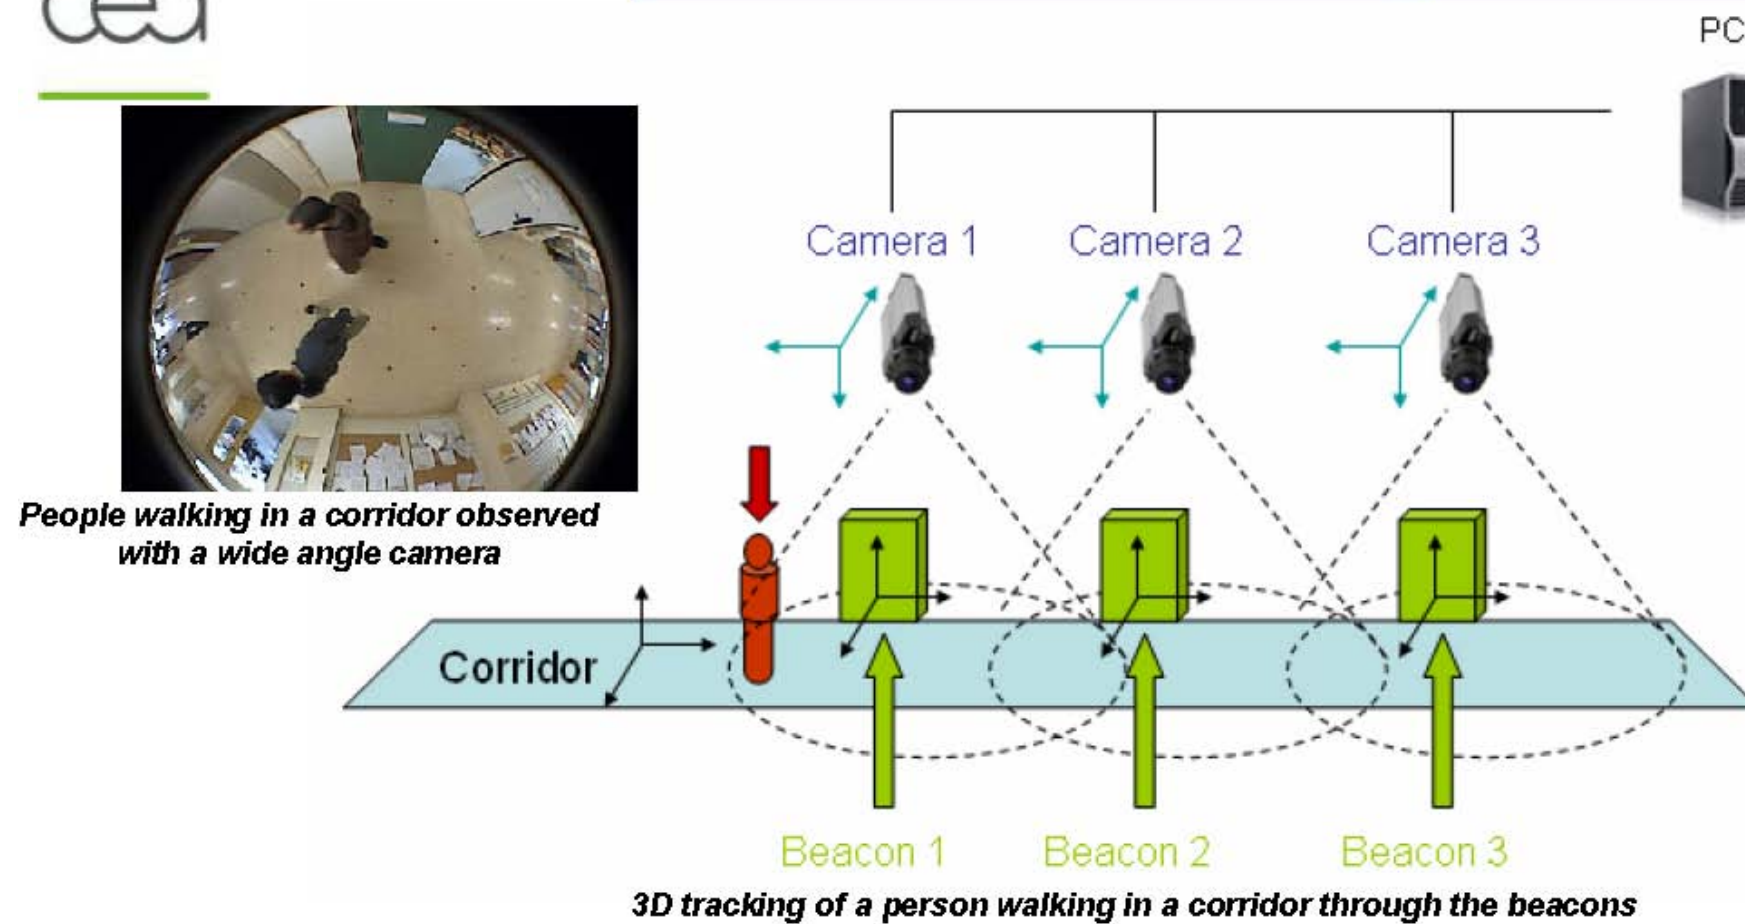 cea
PC
Camera 1
Camera 2
Camera 3
People walking in a corridor observed
with a wide angle camera
Corridor
Beacon 1
Beacon 2
Beacon 3
3D tracking of a person walking in a corridor through the beacons